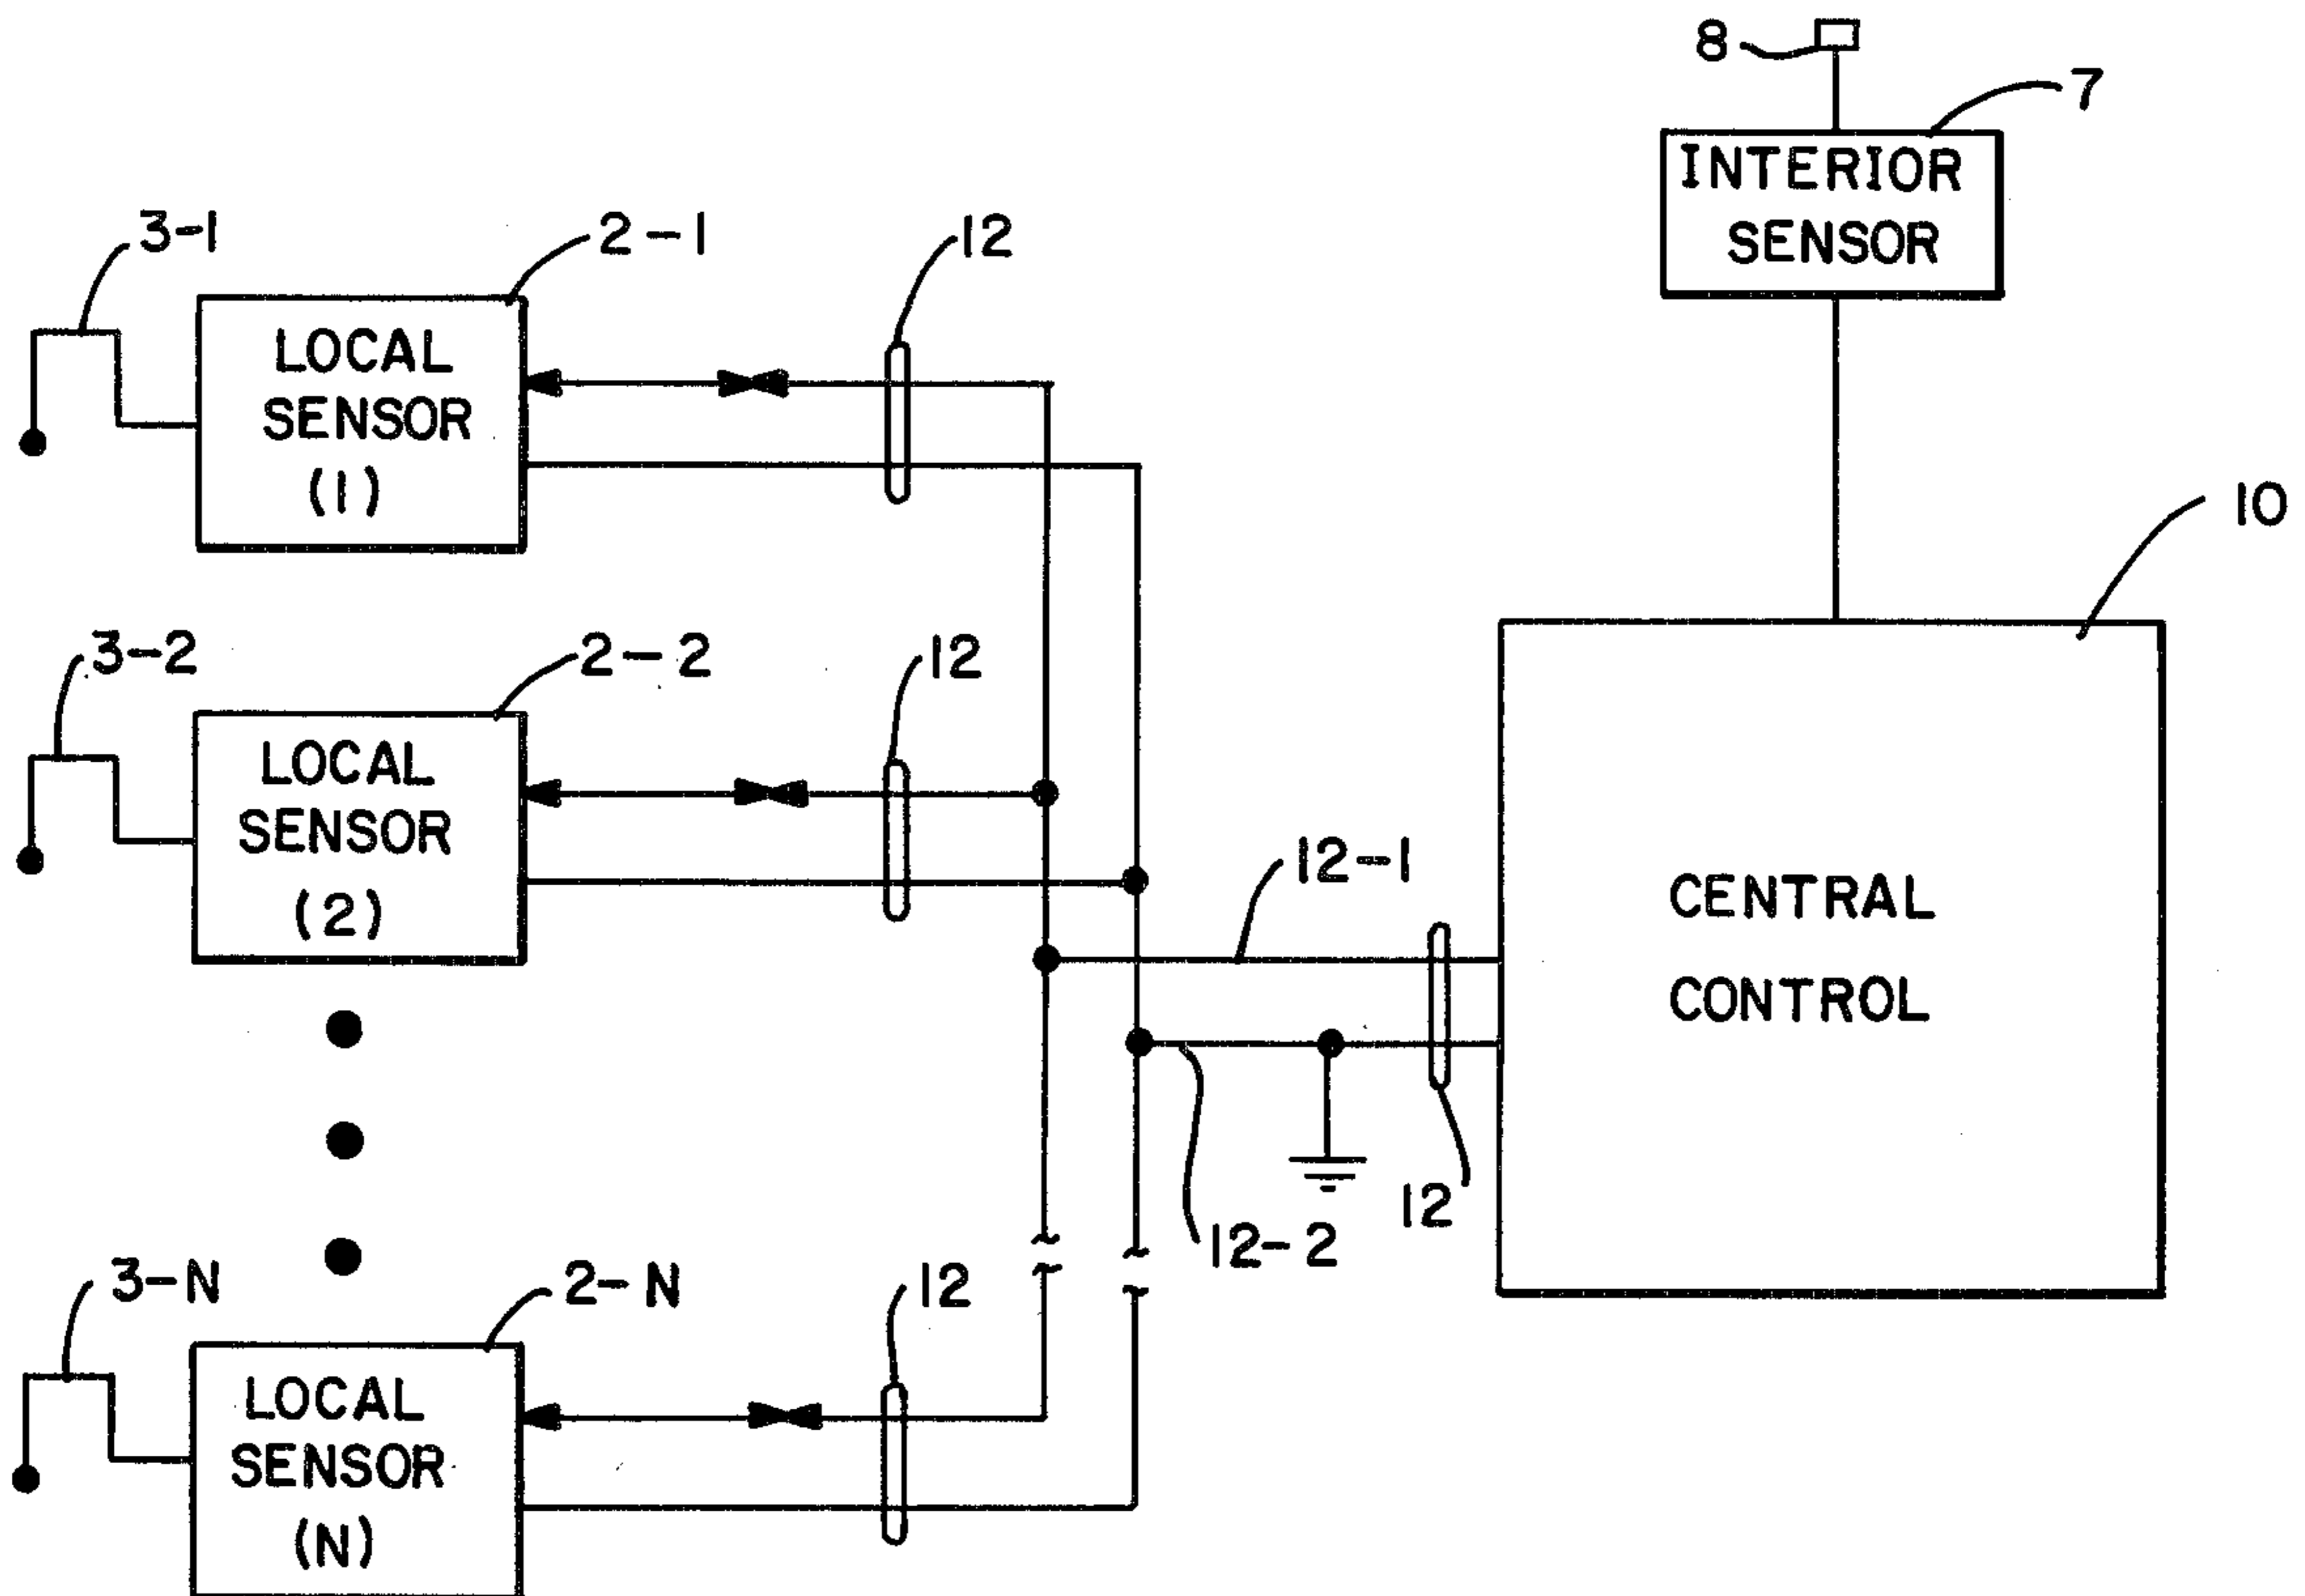 8
7
INTERIOR
SENSOR
3-1
2-1
12
LOCAL
SENSOR
(1)
10
3-2
2-2
12
LOCAL
SENSOR
(2)
12-1
CENTRAL
CONTROL
12
12-2
3-N
2-N
12
LOCAL
SENSOR
(N)